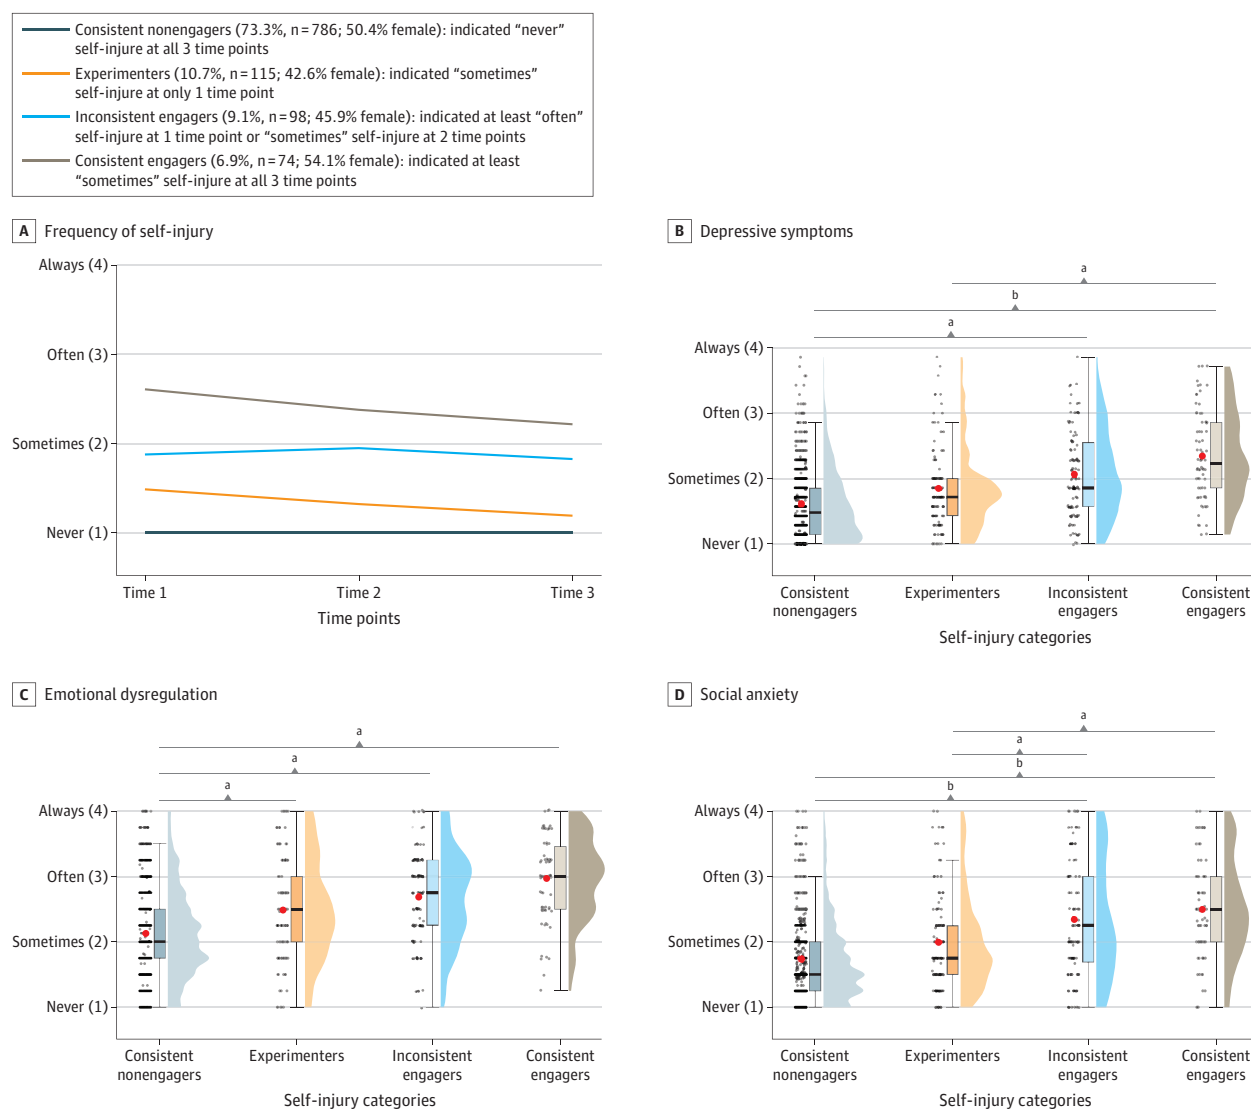 Consistent nonengagers (73.3%, n = 786; 50.4% female): indicated “never”
self-injure at all 3 time points
Experimenters (10.7%, n = 115; 42.6% female): indicated “sometimes”
self-injure at only 1 time point
Inconsistent engagers (9.1%, n = 98; 45.9% female): indicated at least “often”
self-injure at 1 time point or “sometimes” self-injure at 2 time points
Consistent engagers (6.9%, n = 74; 54.1% female): indicated at least
“sometimes” self-injure at all 3 time points
A Frequency of self-injury
Always (4)
Often (3)
Sometimes (2)
Never (1)
Time 1 Time 2 Time 3
Time points
B Depressive symptoms
a
b
a
Always (4)
Often (3)
Sometimes (2)
Never (1)
Consistent nonengagers
Experimenters
Inconsistent engagers
Consistent engagers
Self-injury categories
C Emotional dysregulation
a
a
a
Always (4)
Often (3)
Sometimes (2)
Never (1)
Consistent nonengagers
Experimenters
Inconsistent engagers
Consistent engagers
Self-injury categories
D Social anxiety
a
a
b
b
Always (4)
Often (3)
Sometimes (2)
Never (1)
Consistent nonengagers
Experimenters
Inconsistent engagers
Consistent engagers
Self-injury categories